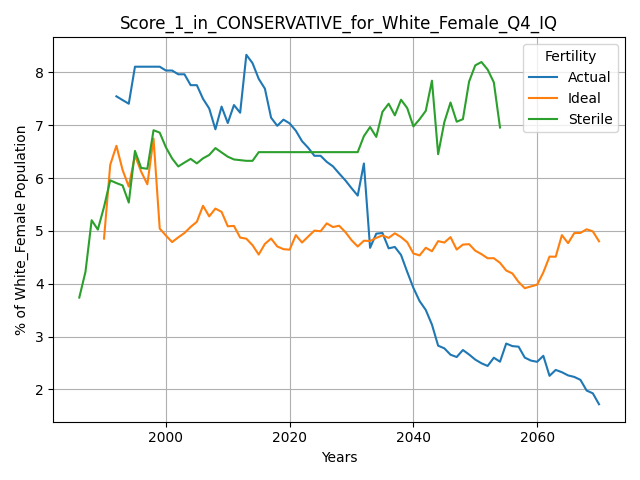 Score_1_in_CONSERVATIVE_for_White_Female_Q4_IQ
Fertility
Actual
Ideal
Sterile
% of White_Female Population
8
7
6
5
4
3
2
2000
2020
2040
2060
Years